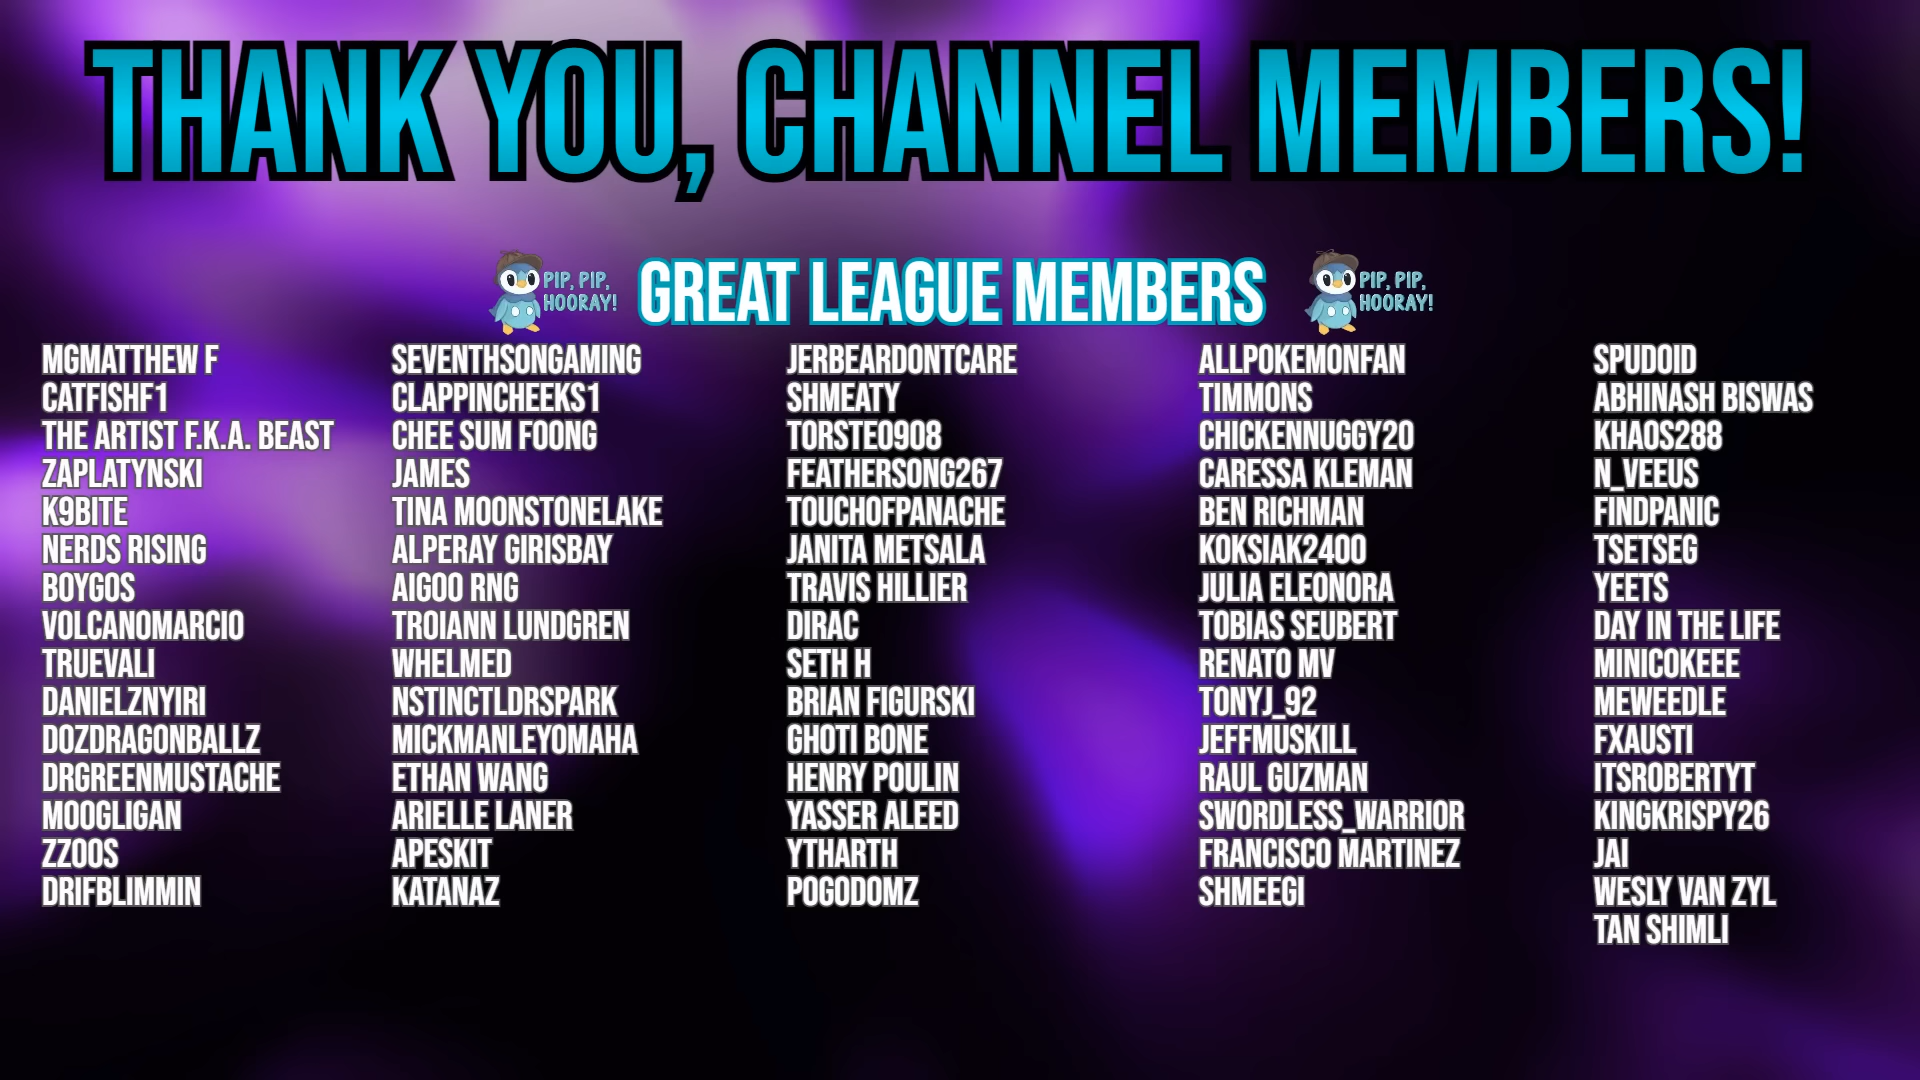 THANK YOU, CHANNEL MEMBERS!
PIP, PIP,
HOORAY!
GREAT LEAGUE MEMBERS
PIP, PIP,
HOORAY!
MGMATTHEW F
CATFISHF1
THE ARTIST F.K.A. BEAST
ZAPLATYNSKI
K9BITE
NERDS RISING
BOYGOS
VOLCANOMARCIO
TRUEVALI
DANIELZNYIRI
DOZDRAGONBALLZ
DRGREENMUSTACHE
MOOGLIGAN
ZZOOS
DRIFBLIMMIN
SEVENTHSONGAMING
CLAPPINCHEEKS1
CHEE SUM FOONG
JAMES
TINA MOONSTONELAKE
ALPERAY GIRISBAY
AIGOO RNG
TROIANN LUNDGREN
WHELMED
NSTINCTLDRSPARK
MICKMANLEYOMAHA
ETHAN WANG
ARIELLE LANER
APESKIT
KATANAZ
JERBEARDONTCARE
SHMEATY
TORSTEO908
FEATHERSONG267
TOUCHOFPANACHE
JANITA METSALA
TRAVIS HILLIER
DIRAC
SETH H
BRIAN FIGURSKI
GHOTI BONE
HENRY POULIN
YASSER ALEED
YTHARTH
POGODOMZ
ALLPOKEMONFAN
TIMMONS
CHICKENNUGGY20
CARESSA KLEMAN
BEN RICHMAN
KOKSIAK2400
JULIA ELEONORA
TOBIAS SEUBERT
RENATO MV
TONYJ_92
JEFFMUSKILL
RAUL GUZMAN
SWORDLESS_WARRIOR
FRANCISCO MARTINEZ
SHMEEGI
SPUDOID
ABHINASH BISWAS
KHAOS288
N_VEEUS
FINDPANIC
TSETSEG
YEETS
DAY IN THE LIFE
MINICOKEEE
MEWEEDLE
FXAUSTI
ITSROBERTYT
KINGKRISPY26
JAI
WESLY VAN ZYL
TAN SHIMLI